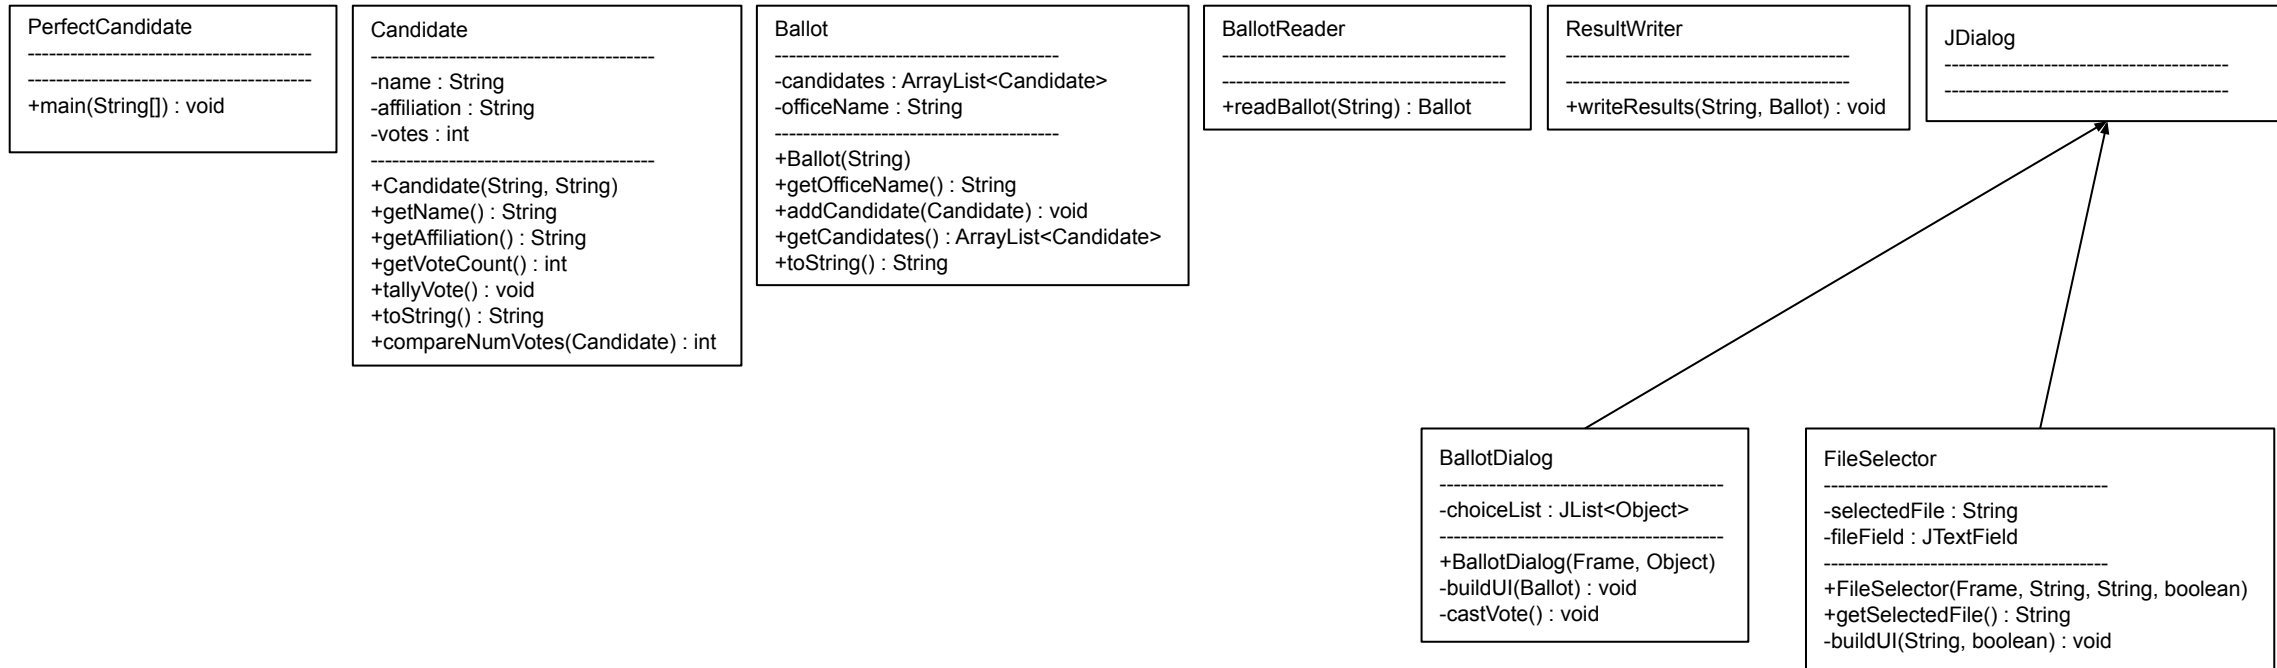 PerfectCandidate
----------------------------------------
----------------------------------------
+main(String[]) : void
Candidate
----------------------------------------
-name : String
-affiliation : String
-votes : int
----------------------------------------
+Candidate(String, String)
+getName() : String
+getAffiliation() : String
+getVoteCount() : int
+tallyVote() : void
+toString() : String
+compareNumVotes(Candidate) : int
Ballot
----------------------------------------
-candidates : ArrayList<Candidate>
-officeName : String
----------------------------------------
+Ballot(String)
+getOfficeName() : String
+addCandidate(Candidate) : void
+getCandidates() : ArrayList<Candidate>
+toString() : String
BallotReader
----------------------------------------
----------------------------------------
+readBallot(String) : Ballot
ResultWriter
----------------------------------------
----------------------------------------
+writeResults(String, Ballot) : void
JDialog
----------------------------------------
----------------------------------------
BallotDialog
----------------------------------------
-choiceList : JList<Object>
----------------------------------------
+BallotDialog(Frame, Object)
-buildUI(Ballot) : void
-castVote() : void
FileSelector
----------------------------------------
-selectedFile : String
-fileField : JTextField
----------------------------------------
+FileSelector(Frame, String, String, boolean)
+getSelectedFile() : String
-buildUI(String, boolean) : void